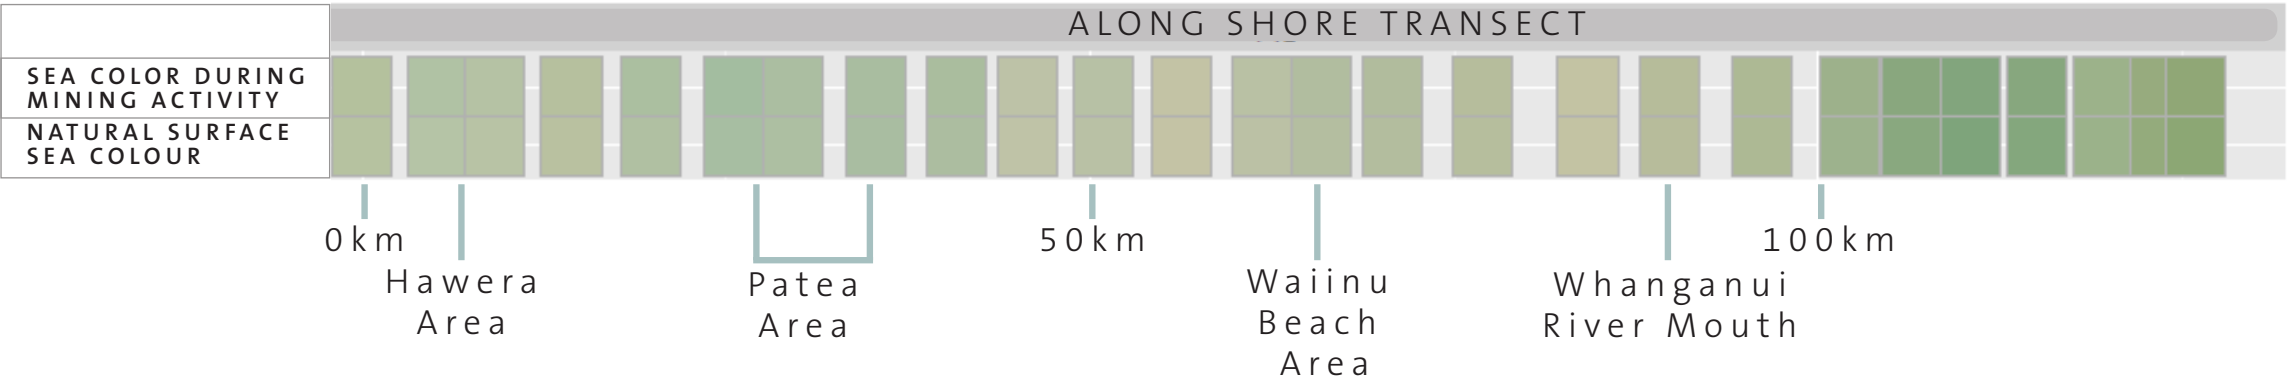 ALONG SHORE TRANSECT
SEA COLOR DURING
MINING ACTIVITY
NATURAL SURFACE
SEA COLOUR
0km
50km
100km
Hawera
Area
Patea
Area
Waiinu
Beach
Area
Whanganui
River Mouth